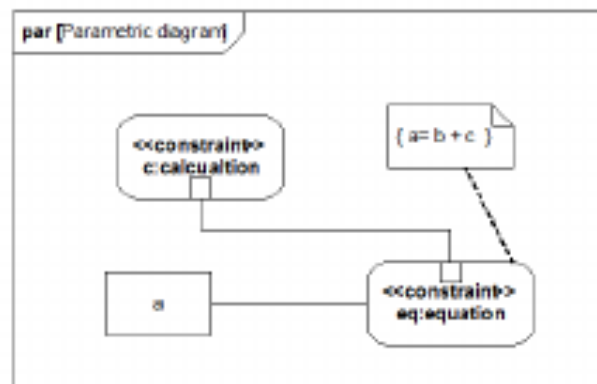 par [Parametric diagram]
<<constraint>>
c:calcualtion
{ a= b + c }
a
<<constraint>>
eq:equation